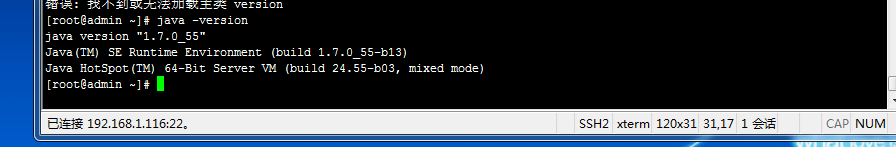 错误: 找不到或无法加载主类 version
[root@admin ~]# java -version
java version "1.7.0_55"
Java(TM) SE Runtime Environment (build 1.7.0_55-b13)
Java HotSpot(TM) 64-Bit Server VM (build 24.55-b03, mixed mode)
[root@admin ~]#
已连接 192.168.1.116:22。 SSH2 xterm 120x31 31,17 1 会话 CAP NUM